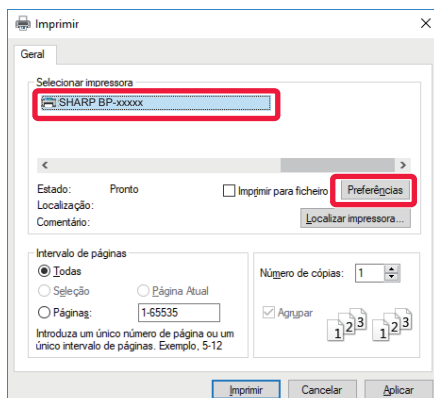 Imprimir
Geral
Selecionar impressora
SHARP BP-xxxxx
Estado: Pronto
Imprimir para ficheiro
Preferências
Localização:
Comentário:
Localizar impressora...
Intervalo de páginas
Todas
Seleção
Página Atual
Páginas:
1-65535
Introduza um único número de página ou um
único intervalo de páginas. Exemplo, 5-12
Número de cópias: 1
Agrupar
1 2 3 1 2 3
Imprimir
Cancelar
Aplicar